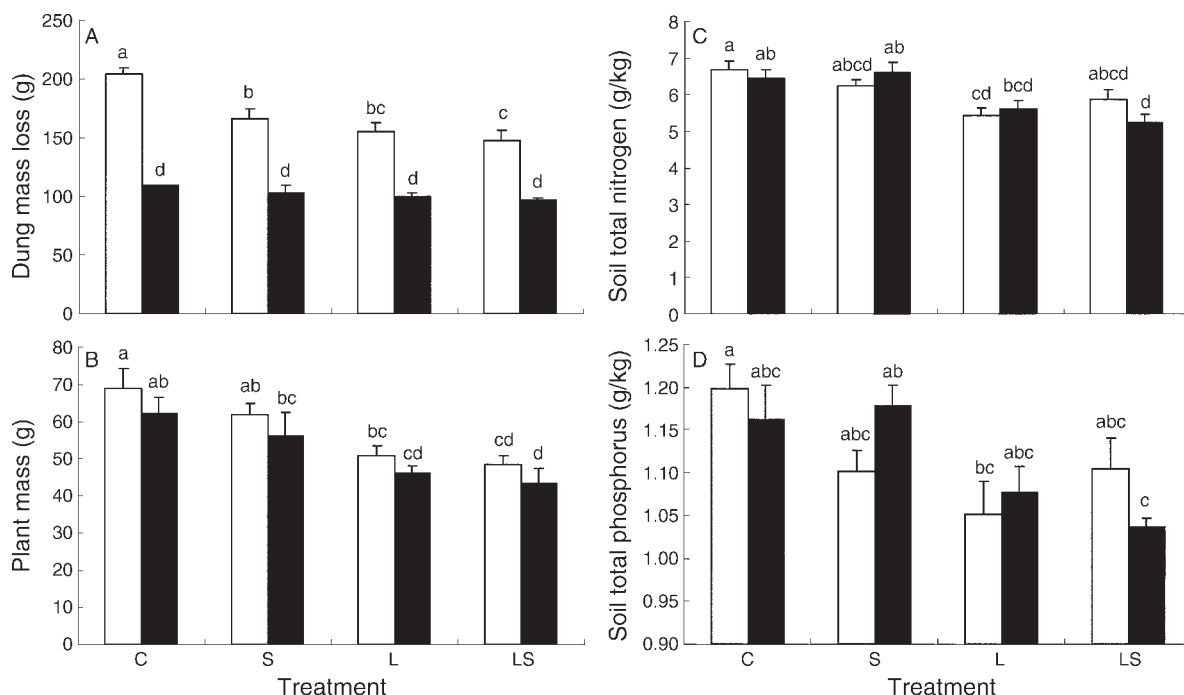 A
Dung mass loss (g)
250
200
150
100
50
0
a
d
b
d
bc
d
c
d
B
Plant mass (g)
80
70
60
50
40
30
20
10
0
a
ab
ab
bc
bc
cd
cd
d
C
S
L
LS
Treatment
C
Soil total nitrogen (g/kg)
8
7
6
5
4
3
2
1
0
a
ab
abcd
ab
cd
bcd
abcd
d
D
Soil total phosphorus (g/kg)
1.25
1.20
1.15
1.10
1.05
1.00
0.95
0.90
a
abc
abc
ab
bc
abc
abc
c
C
S
L
LS
Treatment